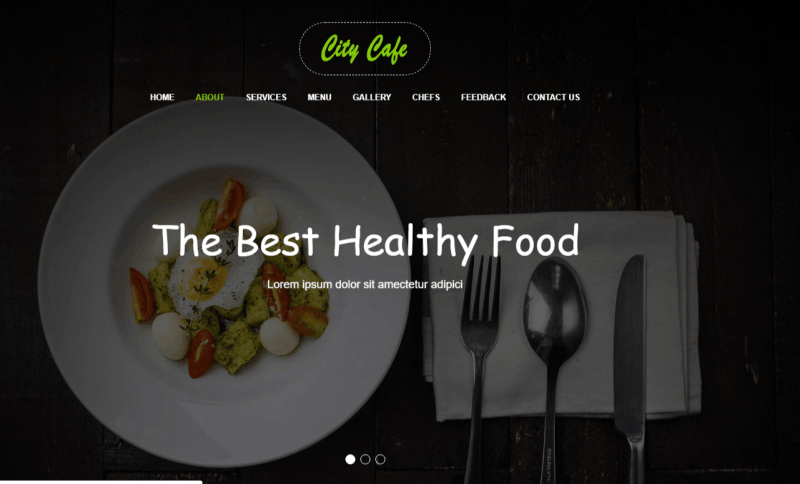 City Cafe
HOME ABOUT SERVICES MENU GALLERY CHEFS FEEDBACK CONTACT US
The Best Healthy Food
Lorem ipsum dolor sit amectetur adipici